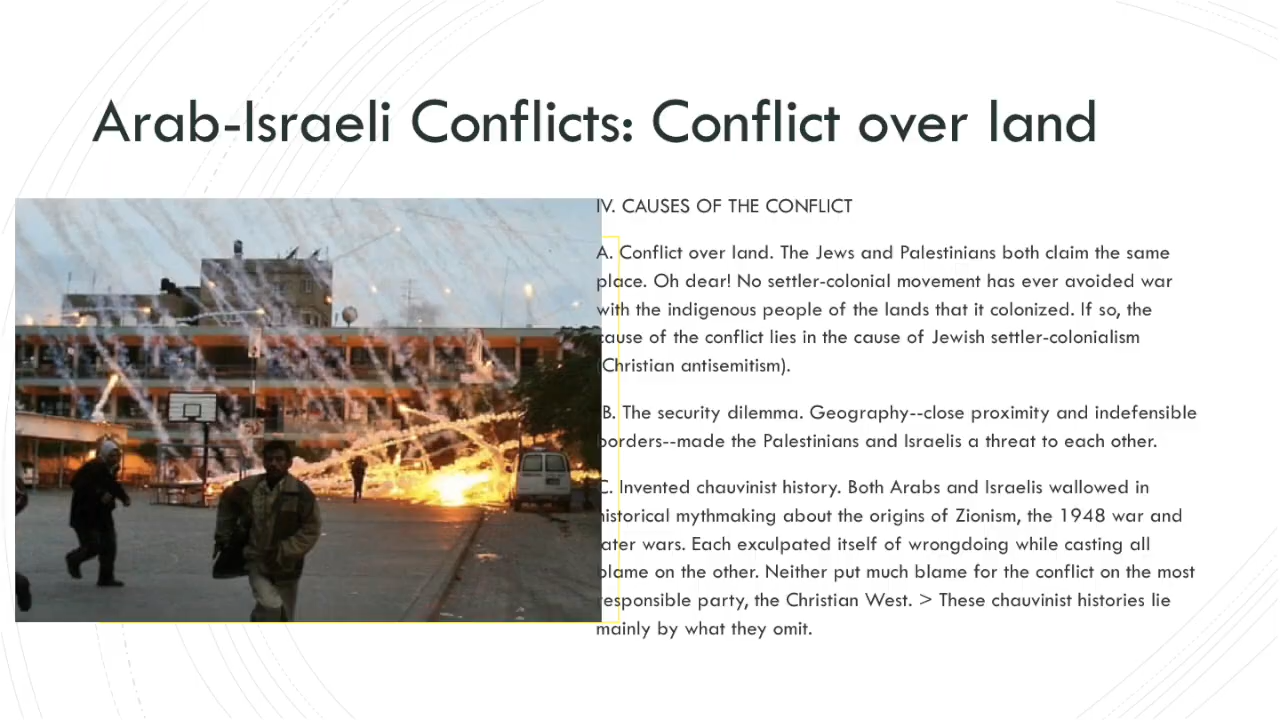 Arab-Israeli Conflicts: Conflict over land
IV. CAUSES OF THE CONFLICT
A. Conflict over land. The Jews and Palestinians both claim the same
place. Oh dear! No settler-colonial movement has ever avoided war
with the indigenous people of the lands that it colonized. If so, the
cause of the conflict lies in the cause of Jewish settler-colonialism
(Christian antisemitism).
B. The security dilemma. Geography--close proximity and indefensible
borders--made the Palestinians and Israelis a threat to each other.
C. Invented chauvinist history. Both Arabs and Israelis wallowed in
historical mythmaking about the origins of Zionism, the 1948 war and
later wars. Each exculpated itself of wrongdoing while casting all
blame on the other. Neither put much blame for the conflict on the most
responsible party, the Christian West. > These chauvinist histories lie
mainly by what they omit.